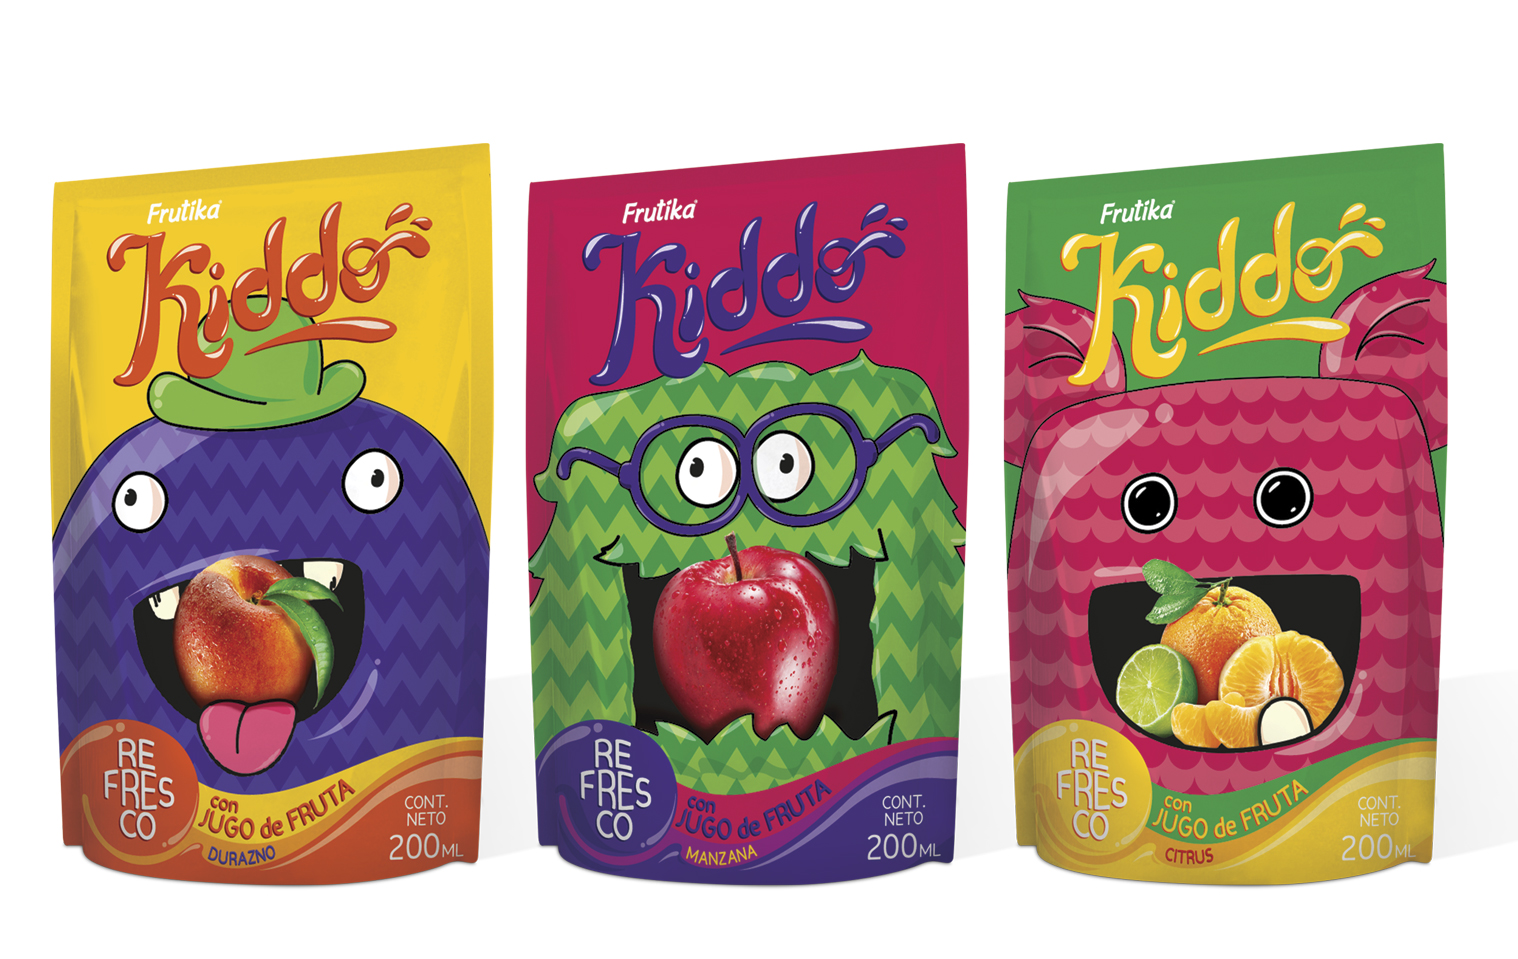 Frutika
Kiddo
RE
FRES
CO
con
JUGO de FRUTA
DURAZNO
CONT.
NETO
200ML
Frutika
Kiddo
RE
FRES
CO
con
JUGO de FRUTA
MANZANA
CONT.
NETO
200ML
Frutika
Kiddo
RE
FRES
CO
con
JUGO de FRUTA
CITRUS
CONT.
NETO
200ML